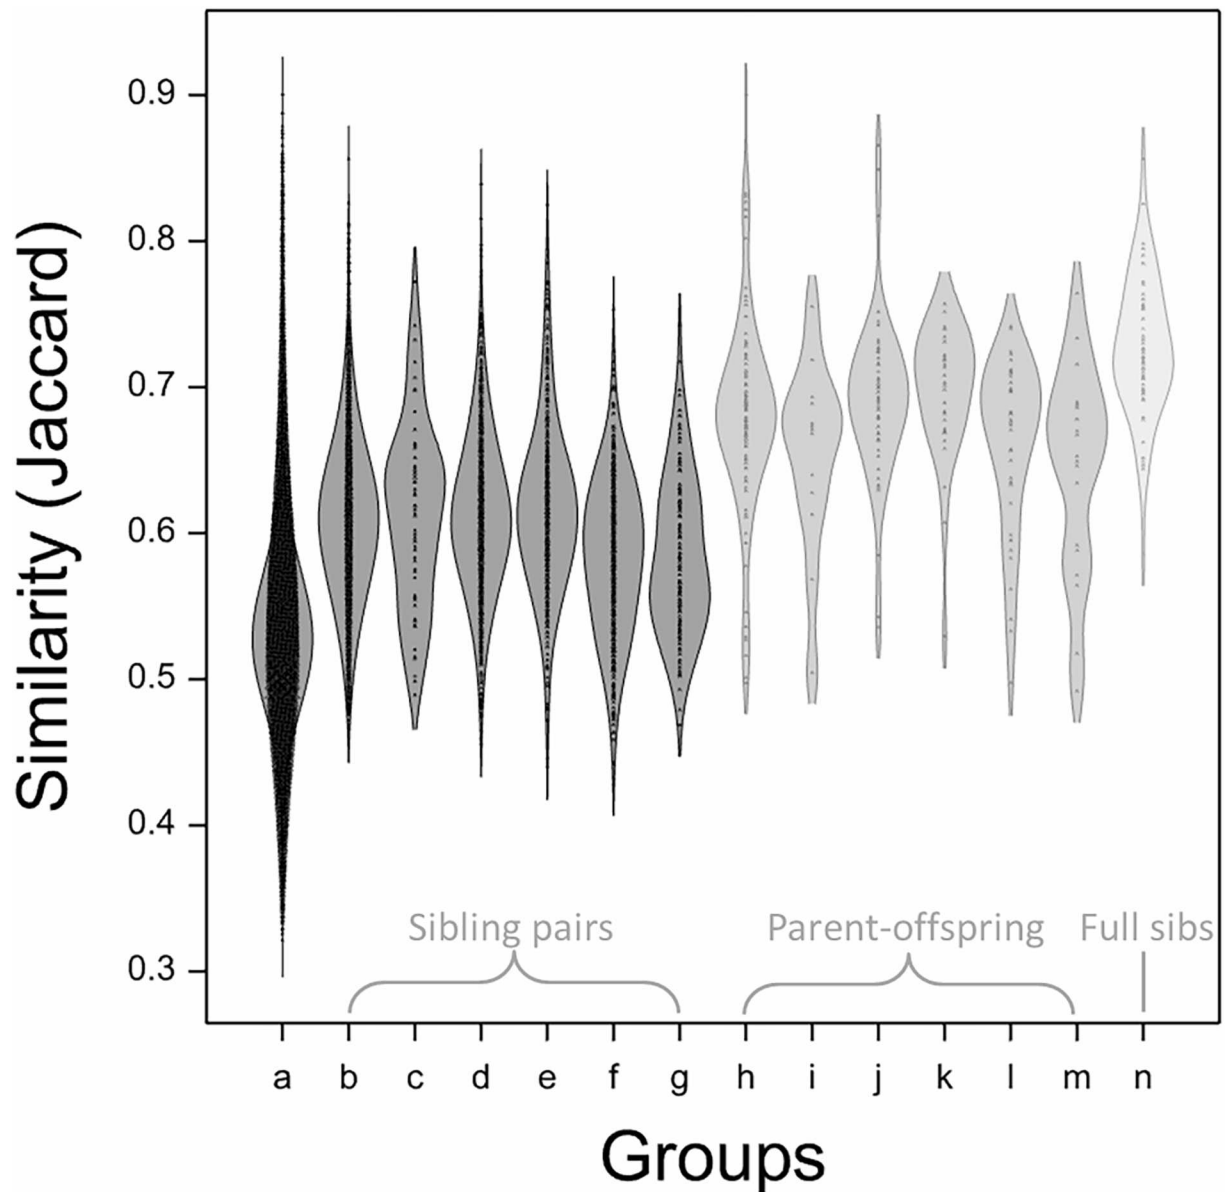 Similarity (Jaccard)
0.9
0.8
0.7
0.6
0.5
0.4
0.3
Sibling pairs
Parent-offspring
Full sibs
a b c d e f g h i j k l m n
Groups